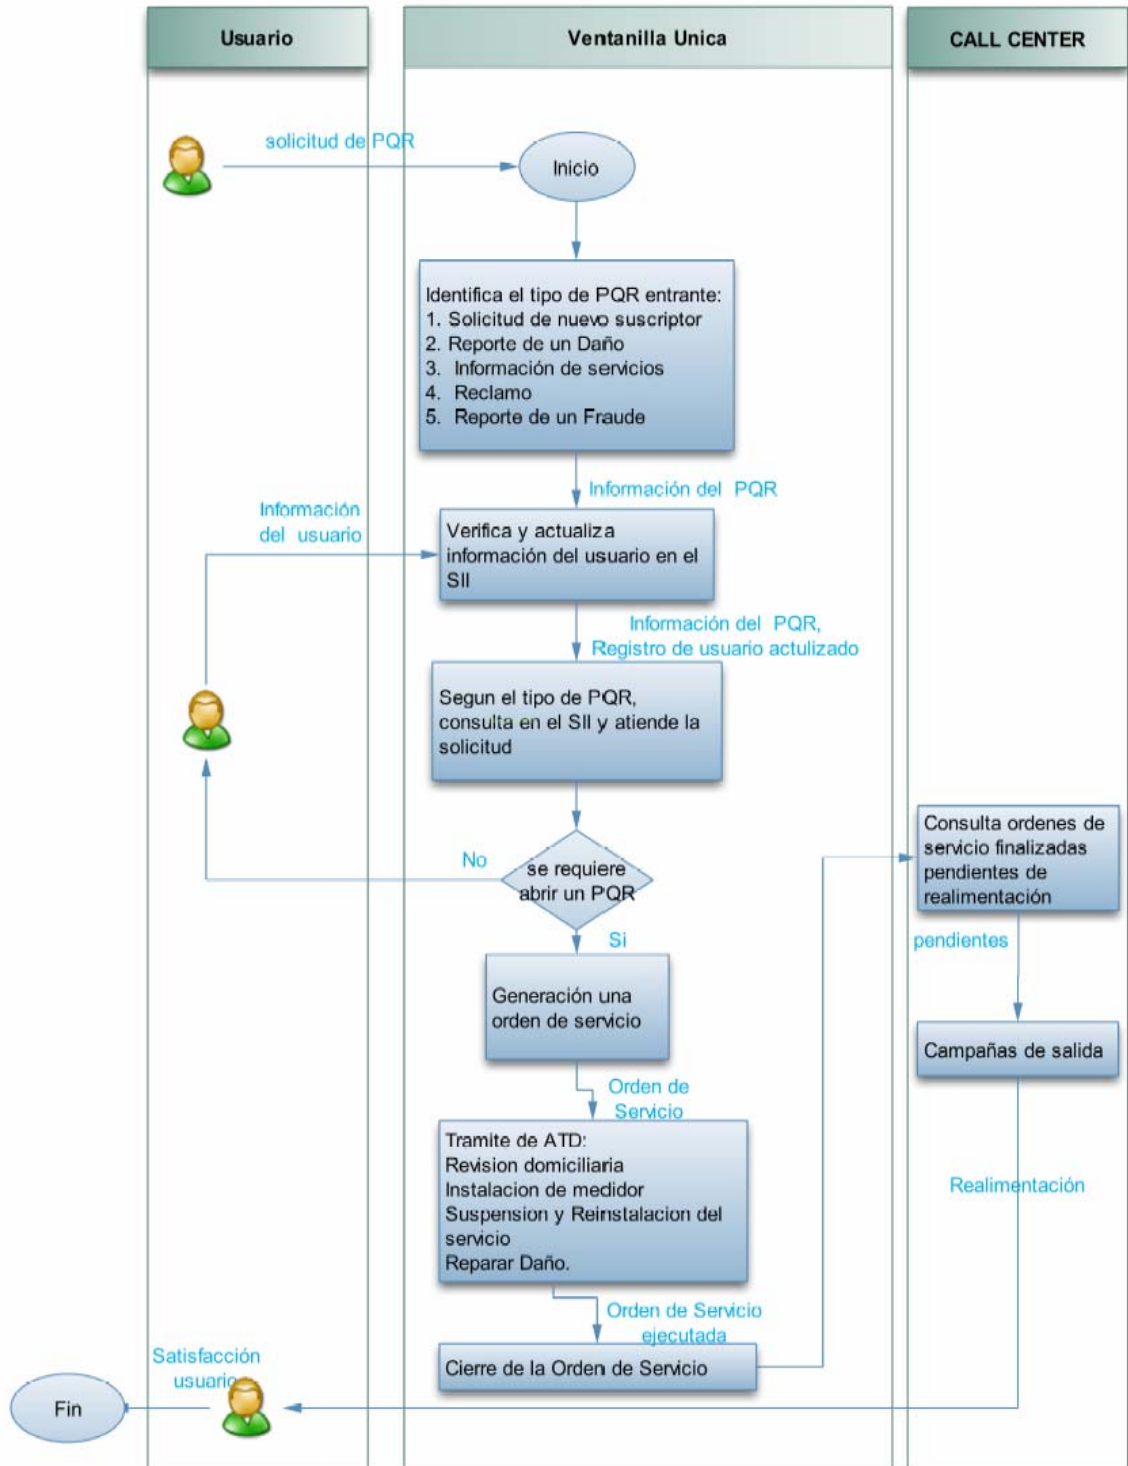 Usuario
Ventanilla Unica
CALL CENTER
solicitud de PQR
Inicio
Identifica el tipo de PQR entrante:
1. Solicitud de nuevo suscriptor
2. Reporte de un Daño
3. Información de servicios
4. Reclamo
5. Reporte de un Fraude
Información del PQR
Información
del usuario
Verifica y actualiza
información del usuario en el
SII
Información del PQR,
Registro de usuario actulizado
Segun el tipo de PQR,
consulta en el SII y atiende la
solicitud
No
se requiere
abrir un PQR
Si
Consulta ordenes de
servicio finalizadas
pendientes de
realimentación
pendientes
Generación una
orden de servicio
Campañas de salida
Orden de
Servicio
Tramite de ATD:
Revision domiciliaria
Instalacion de medidor
Suspension y Reinstalacion del
servicio
Reparar Daño.
Realimentación
Orden de Servicio
ejecutada
Cierre de la Orden de Servicio
Satisfacción
usuario
Fin